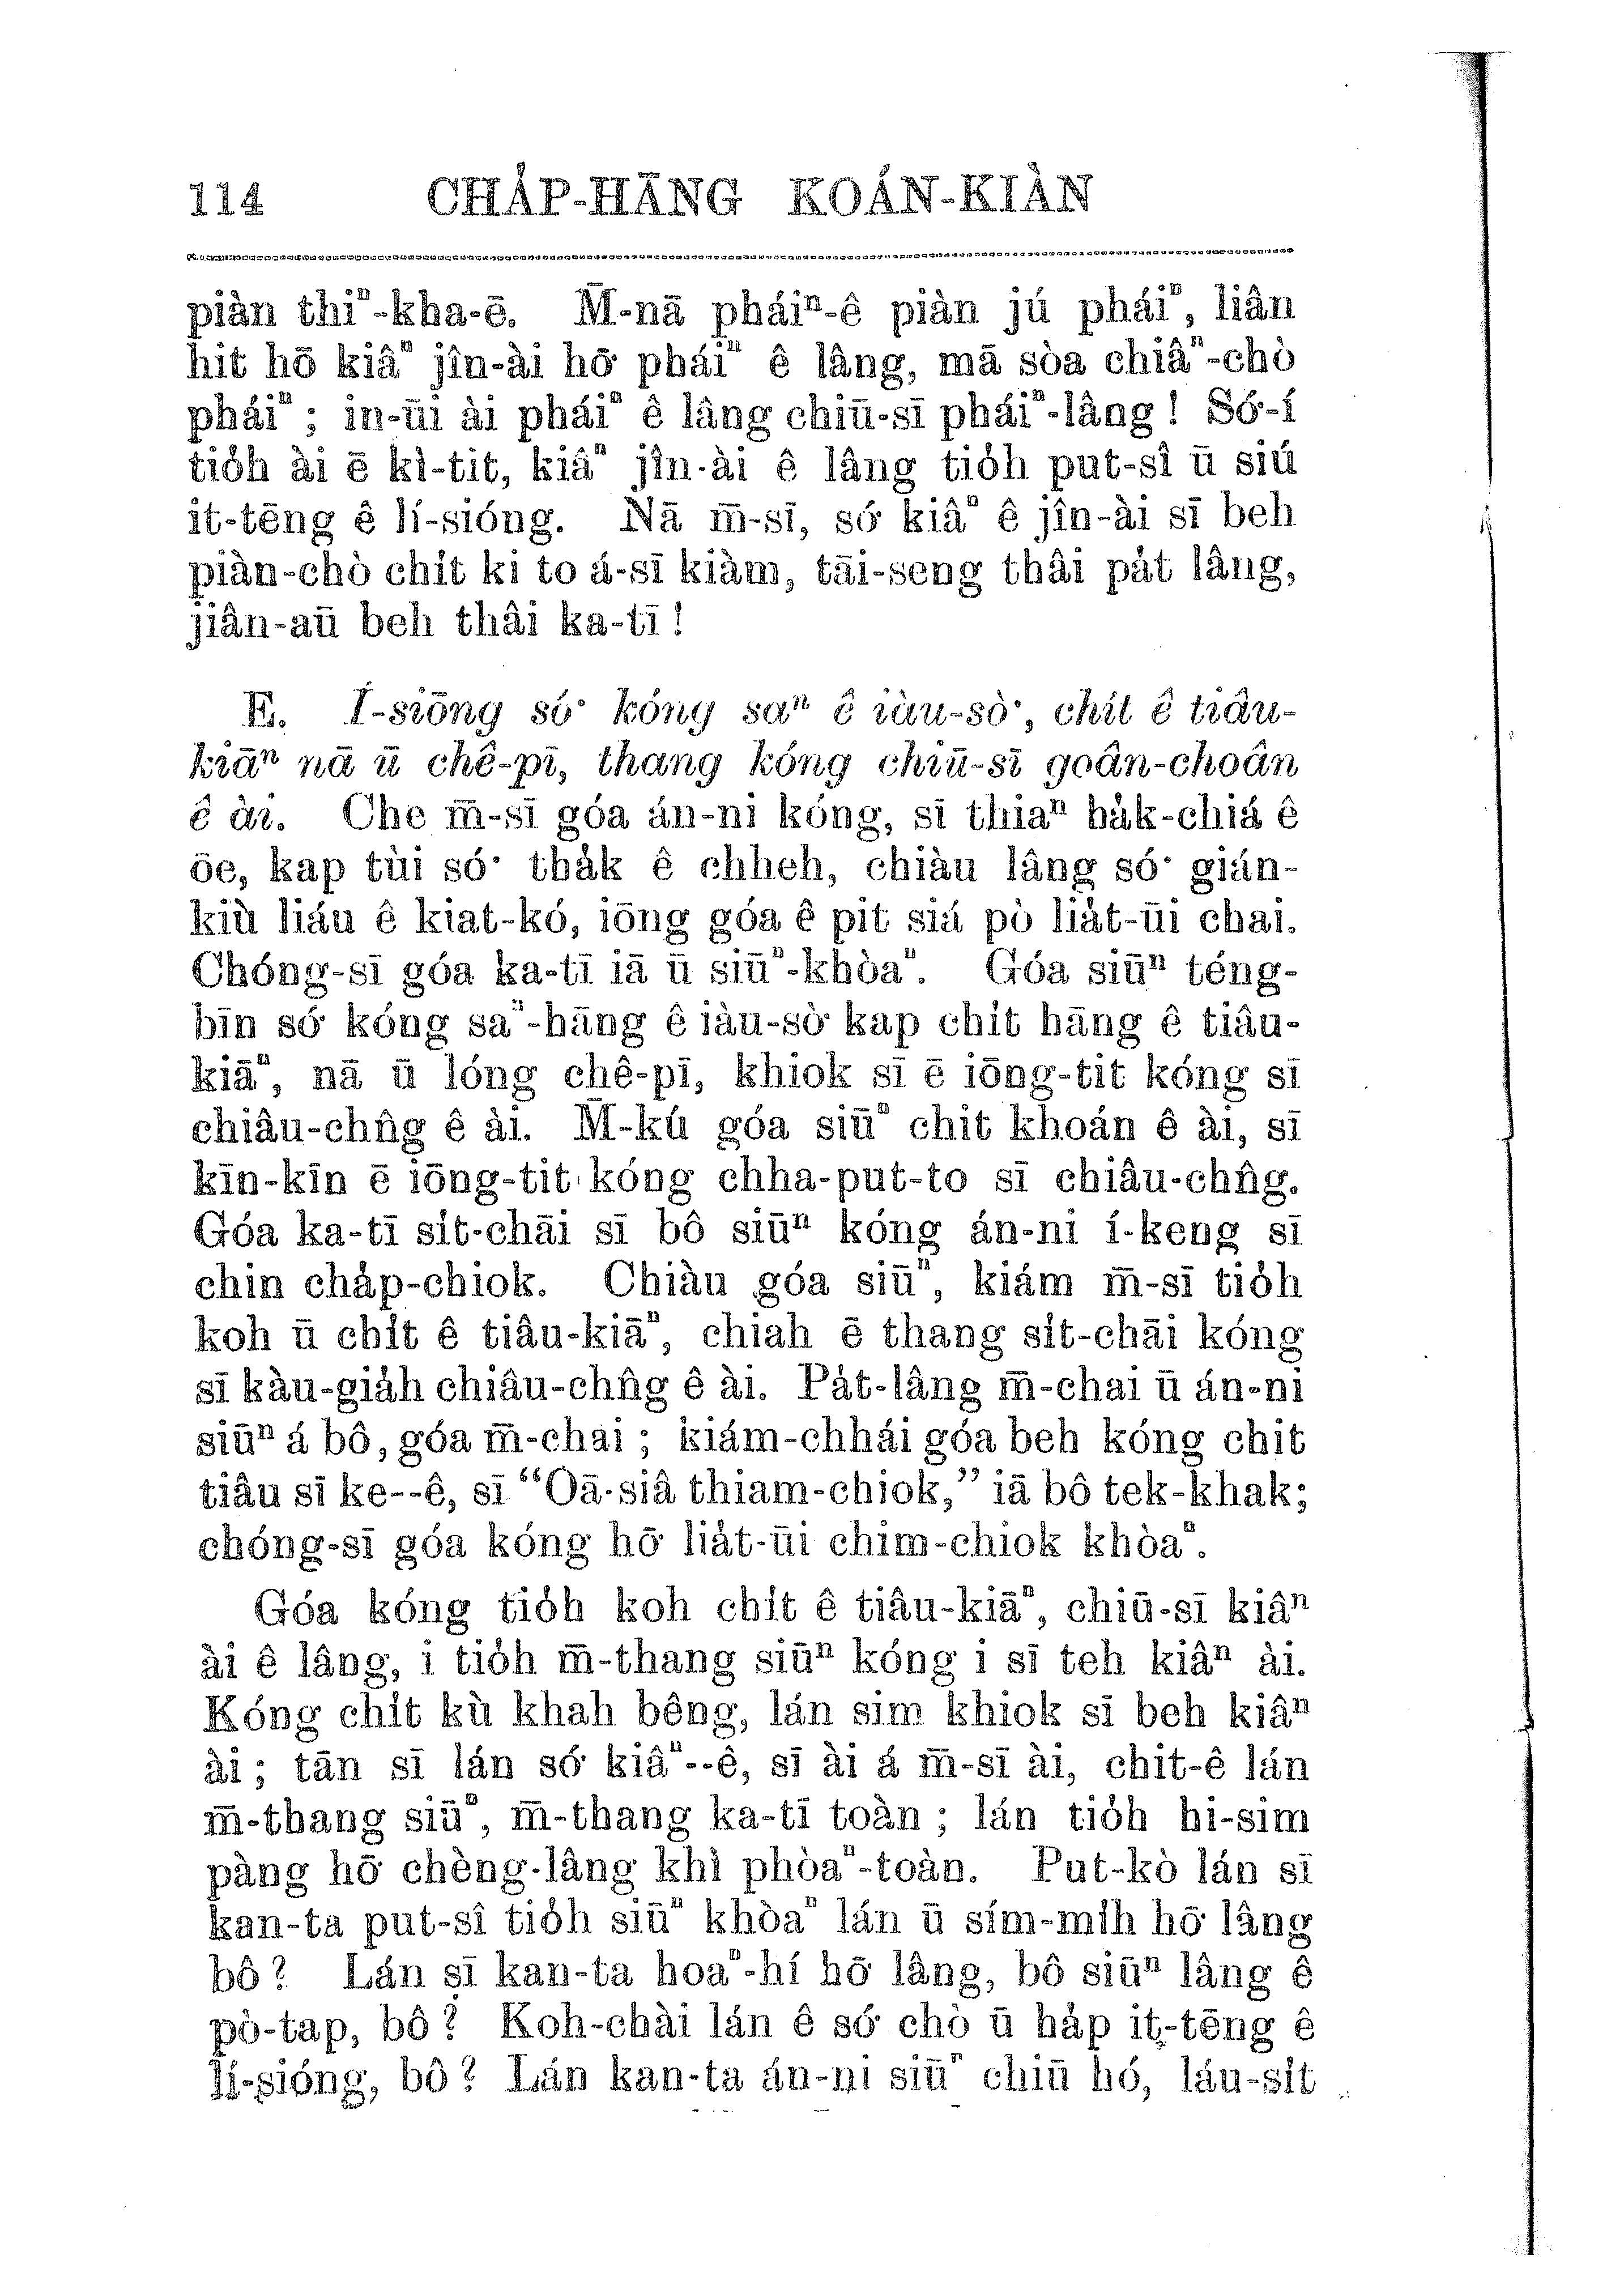 114 CHA̍P-HĀNG KOÁN-KIÀN
piàn thiⁿ-kha-ē. M̄-nā pháiⁿ-ê piàn jú pháiⁿ, liân
hit hō kiâⁿ jîn-ài hō͘ pháiⁿ ê lâng, mā sòa chiâⁿ-chò
pháiⁿ; in-ūi ài pháiⁿ ê lâng chiū-sī pháiⁿ-lâng! Só͘-í
tio̍h ài ē kì-tit, kiâⁿ jîn-ài ê lâng tio̍h put-sî ū siú
it-tēng ê lí-sióng. Nā m̄-sī, só͘ kiâⁿ ê jîn-ài sī beh
piàn-chò chi̍t ki to á-sī kiàm, tāi-seng thâi pa̍t lâng,
jiân-aū beh thâi ka-tī!
E. Í-siōng só͘ kóng saⁿ ê iàu-sò͘, chi̍t ê tiâu-
kiāⁿ nā ū chê-pī, thang kóng chiū-sī goân-choân
ê ài. Che m̄-sī góa án-ni kóng, sī thiaⁿ ha̍k-chiá ê
ōe, kap tùi só͘ tha̍k ê chheh, chiàu lâng só͘ gián-
kiù liáu ê kiat-kó, iōng góa ê pit siá pò lia̍t-ūi chai.
Chóng-sī góa ka-tī iā ū siūⁿ-khòaⁿ. Góa siūⁿ téng-
bīn só͘ kóng saⁿ-hāng ê iàu-sò͘ kap chi̍t hāng ê tiâu-
kiāⁿ, nā ū lóng chê-pī, khiok sī ē iōng-tit kóng sī
chiâu-chn̂g ê ài. M̄-kú góa siūⁿ chit khoán ê ài, sī
kīn-kīn ē iōng-tit kóng chha-put-to sī chiâu-chn̂g.
Góa ka-tī si̍t-chāi sī bô siūⁿ kóng án-ni í-keng sī
chin cha̍p-chiok. Chiàu góa siūⁿ, kiám m̄-sī tio̍h
koh ū chi̍t ê tiâu-kiāⁿ, chiah ē thang si̍t-chāi kóng
sī kàu-gia̍h chiâu-chn̂g ê ài. Pa̍t-lâng m̄-chai ū án-ni
siūⁿ á bô, góa m̄-chai; kiám-chhái góa beh kóng chit
tiâu sī ke--ê, sī “Oā-siâ thiam-chiok,” iā bô tek-khak;
chóng-sī góa kóng hō͘ lia̍t-ūi chim-chiok khòaⁿ.
Góa kóng tio̍h koh chi̍t ê tiâu-kiāⁿ, chiū-sī kiâⁿ
ài ê lâng, i tio̍h m̄-thang siūⁿ kóng i sī teh kiâⁿ ài.
Kóng chi̍t kù khah bêng, lán sim khiok sī beh kiâⁿ
ài; tān sī lán só͘ kiâⁿ--ê, sī ài á m̄-sī ài, chit-ê lán
m̄-thang siūⁿ, m̄-thang ka-tī toàn; lán tio̍h hi-sim
pàng hō͘ chèng-lâng khì phòaⁿ-toàn. Put-kò lán sī
kan-ta put-sî tio̍h siūⁿ khòaⁿ lán ū sím-mi̍h hō͘ lâng
bô? Lán sī kan-ta hoaⁿ-hí hō͘ lâng, bô siūⁿ lâng ê
pò-tap, bô? Koh-chài lán ê só͘ chò ū ha̍p it-tēng ê
lí-sióng, bô? Lán kan-ta án-ni siūⁿ chiū hó, láu-si̍t